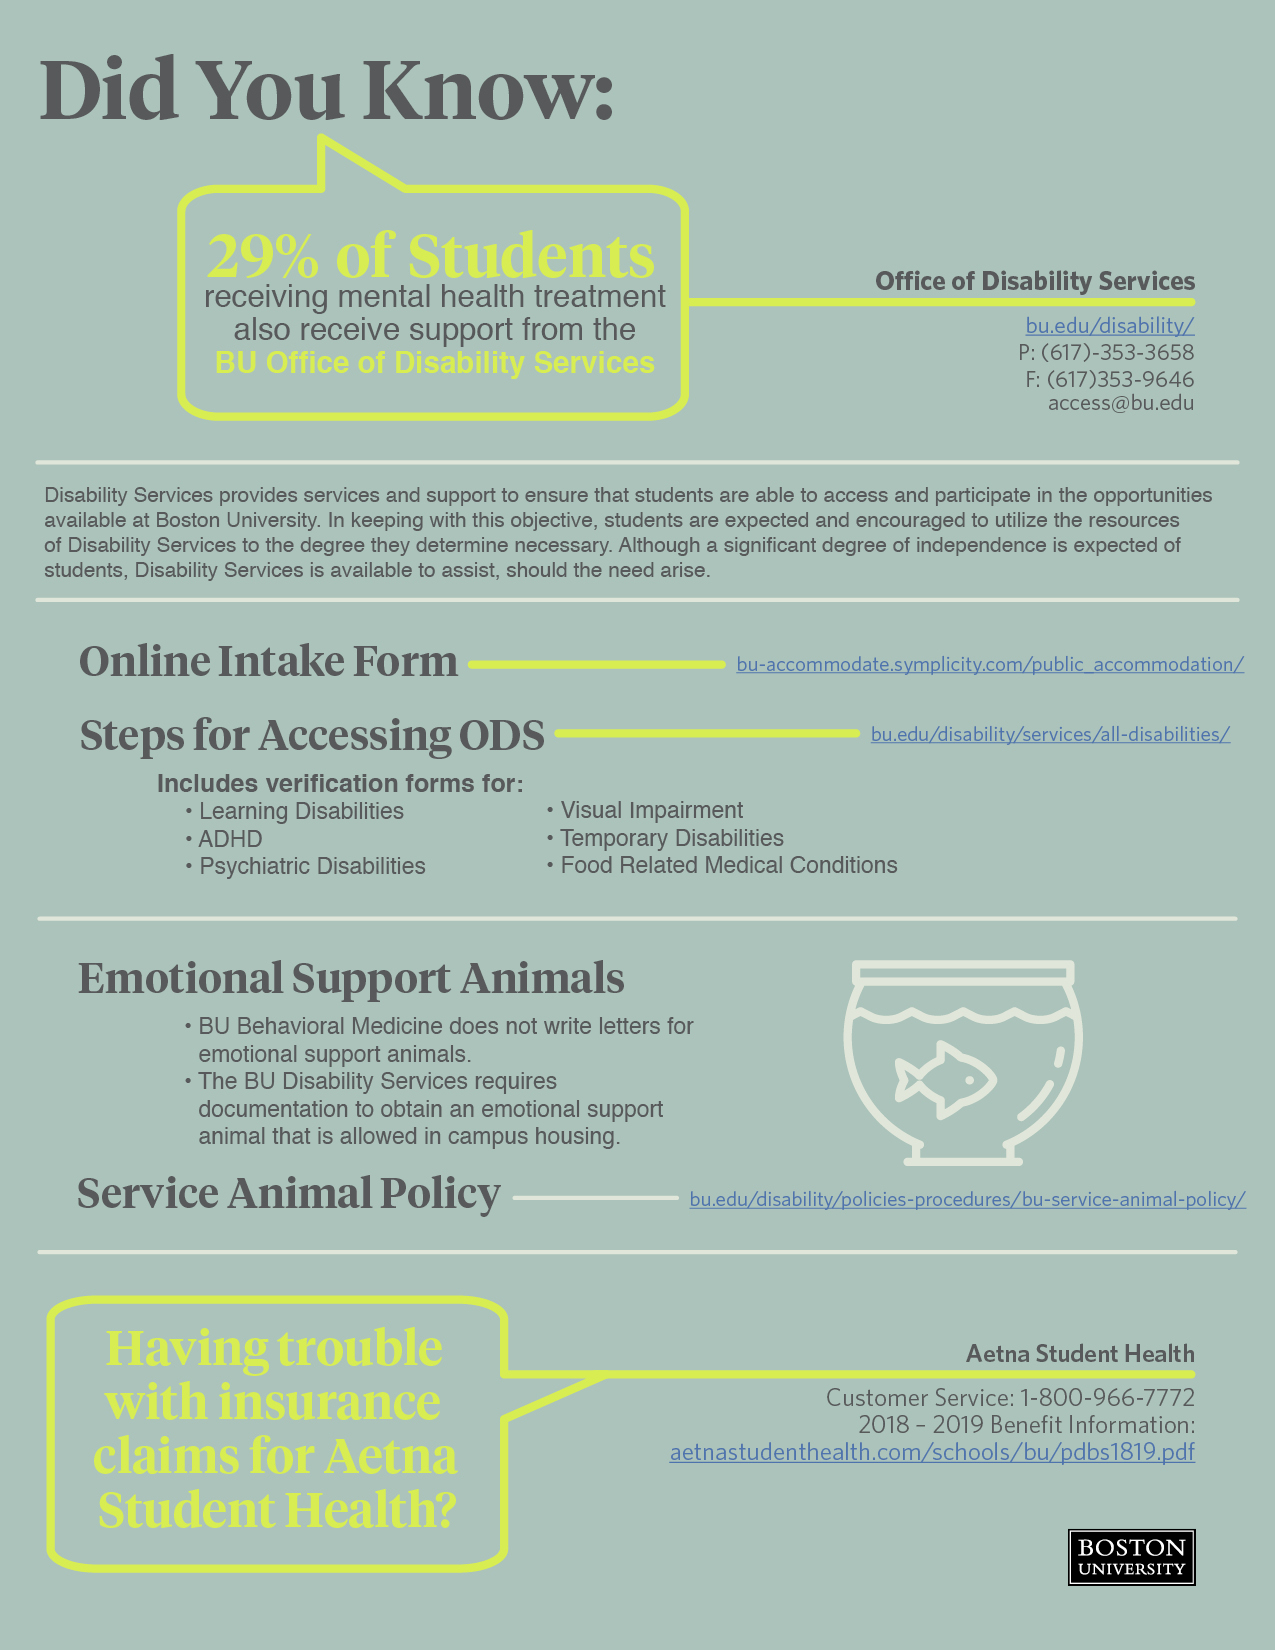 Did You Know:
29% of Students
receiving mental health treatment
also receive support from the
BU Office of Disability Services
Office of Disability Services
bu.edu/disability/
P: (617)-353-3658
F: (617)353-9646
access@bu.edu
Disability Services provides services and support to ensure that students are able to access and participate in the opportunities
available at Boston University. In keeping with this objective, students are expected and encouraged to utilize the resources
of Disability Services to the degree they determine necessary. Although a significant degree of independence is expected of
students, Disability Services is available to assist, should the need arise.
Online Intake Form
bu-accommodate.symplicity.com/public_accommodation/
Steps for Accessing ODS
bu.edu/disability/services/all-disabilities/
Includes verification forms for:
• Learning Disabilities
• ADHD
• Psychiatric Disabilities
• Visual Impairment
• Temporary Disabilities
• Food Related Medical Conditions
Emotional Support Animals
• BU Behavioral Medicine does not write letters for
emotional support animals.
• The BU Disability Services requires
documentation to obtain an emotional support
animal that is allowed in campus housing.
Service Animal Policy
bu.edu/disability/policies-procedures/bu-service-animal-policy/
Having trouble
with insurance
claims for Aetna
Student Health?
Aetna Student Health
Customer Service: 1-800-966-7772
2018 – 2019 Benefit Information:
aetnastudenthealth.com/schools/bu/pdbs1819.pdf
BOSTON
UNIVERSITY